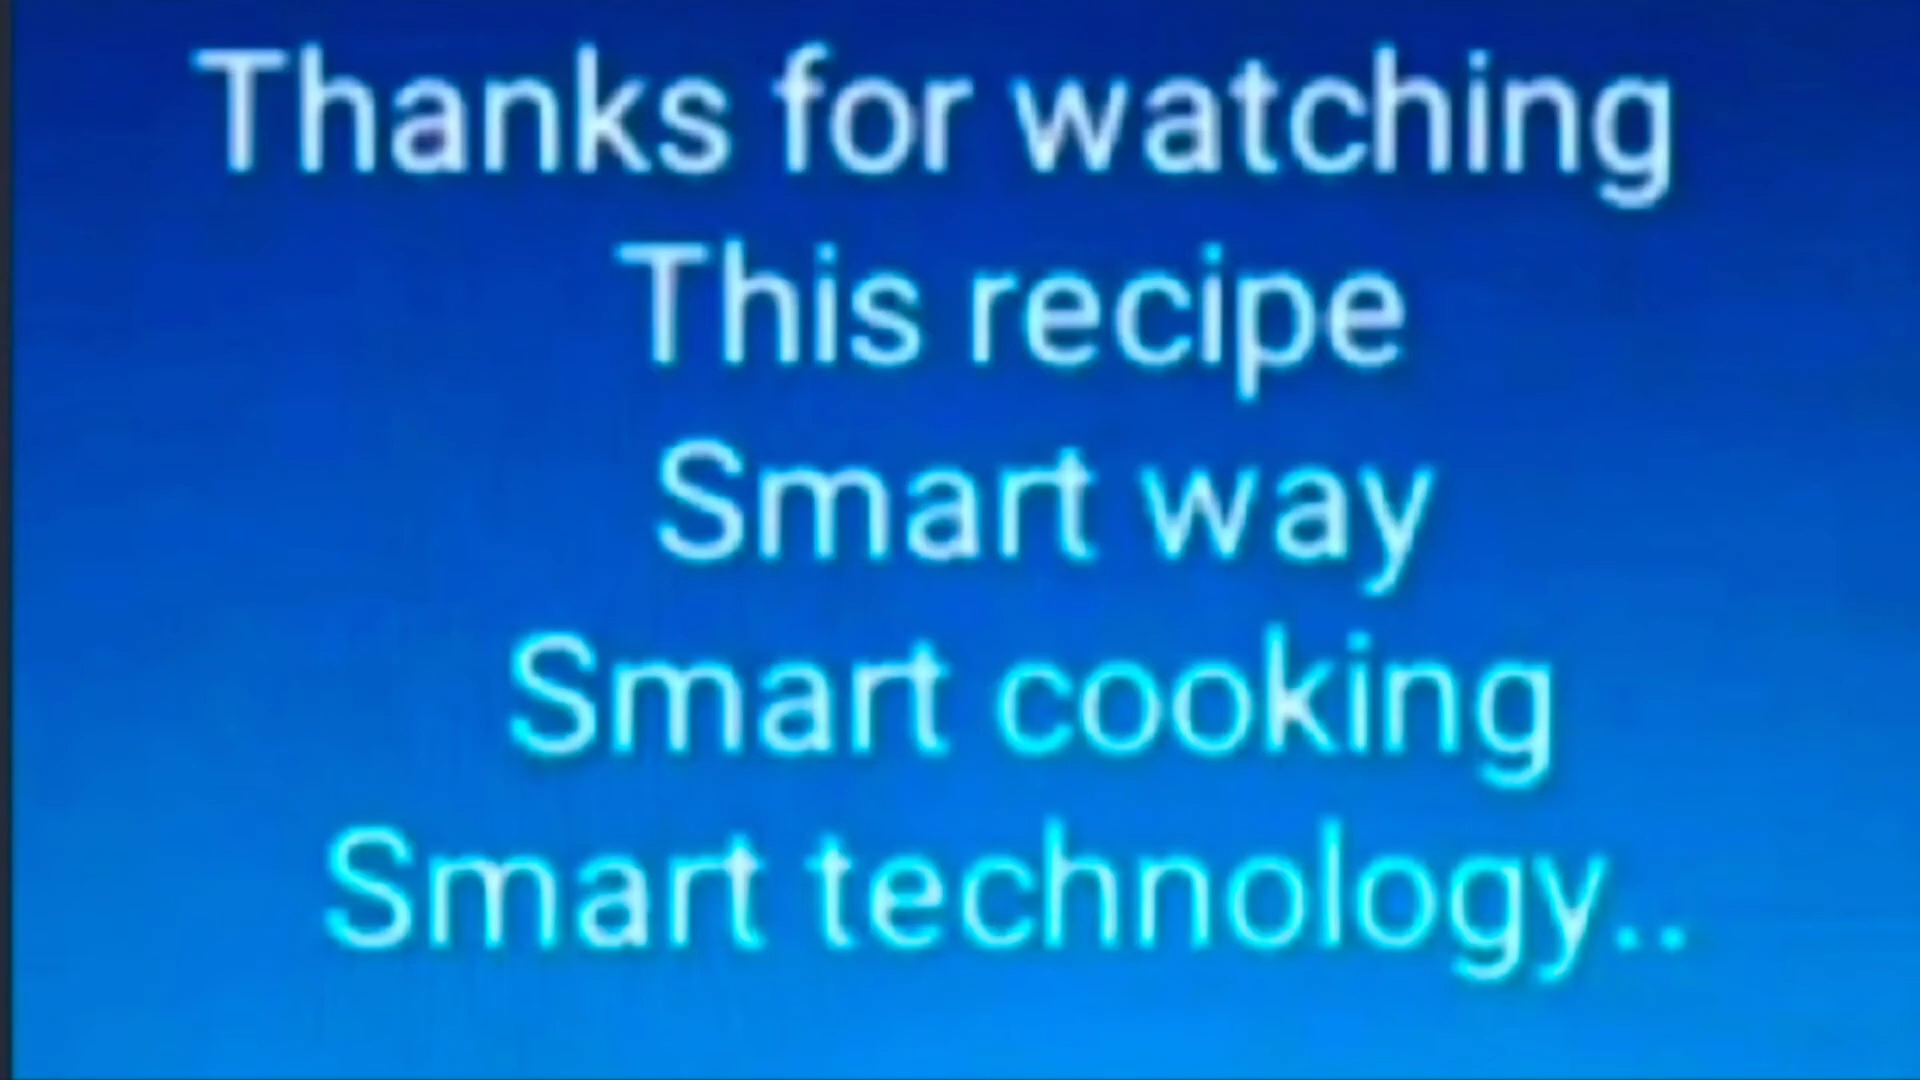 Thanks for watching
This recipe
Smart way
Smart cooking
Smart technology..